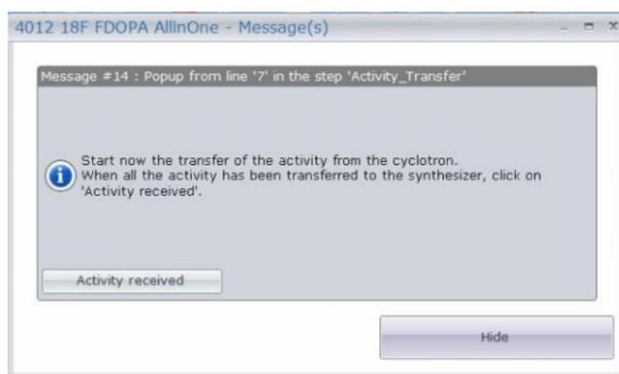 4012 18F FDOPA AllinOne - Message(s)
Message #14 : Popup from line '7' in the step 'Activity_Transfer'
Start now the transfer of the activity from the cyclotron.
When all the activity has been transferred to the synthesizer, click on
'Activity received'.
Activity received
Hide